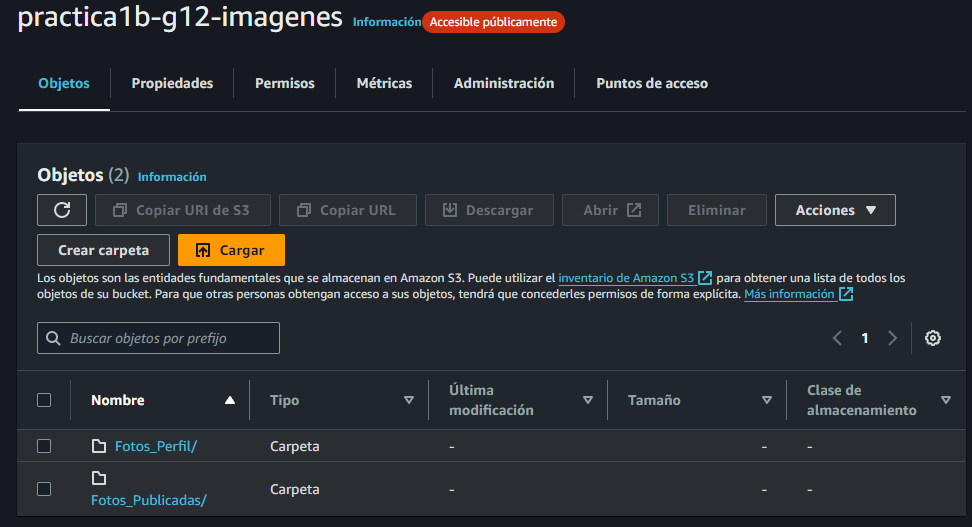 practica1b-g12-imagenes Información Accesible públicamente
Objetos Propiedades Permisos Métricas Administración Puntos de acceso
Objetos (2) Información
Copiar URI de S3 Copiar URL Descargar Abrir Eliminar Acciones
Crear carpeta Cargar
Los objetos son las entidades fundamentales que se almacenan en Amazon S3. Puede utilizar el inventario de Amazon S3 para obtener una lista de todos los
objetos de su bucket. Para que otras personas obtengan acceso a sus objetos, tendrá que concederles permisos de forma explícita. Más información
Buscar objetos por prefijo 1
Nombre Tipo Última modificación Tamaño Clase de almacenamiento
Fotos_Perfil/ Carpeta - - -
Fotos_Publicadas/ Carpeta - - -